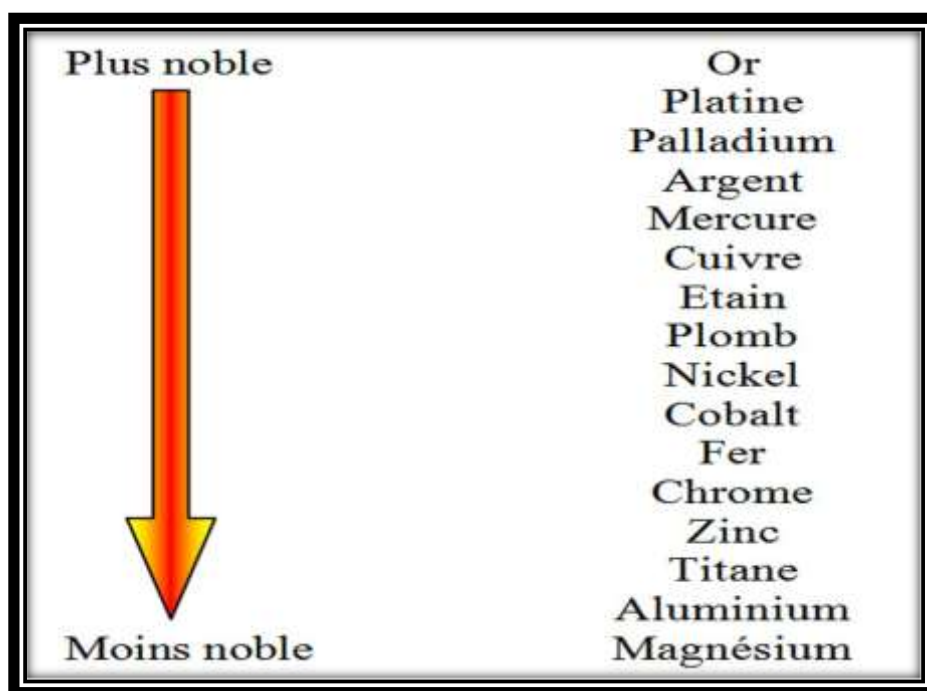 Plus noble
Or
Platine
Palladium
Argent
Mercure
Cuivre
Etain
Plomb
Nickel
Cobalt
Fer
Chrome
Zinc
Titane
Aluminium
Moins noble
Magnésium